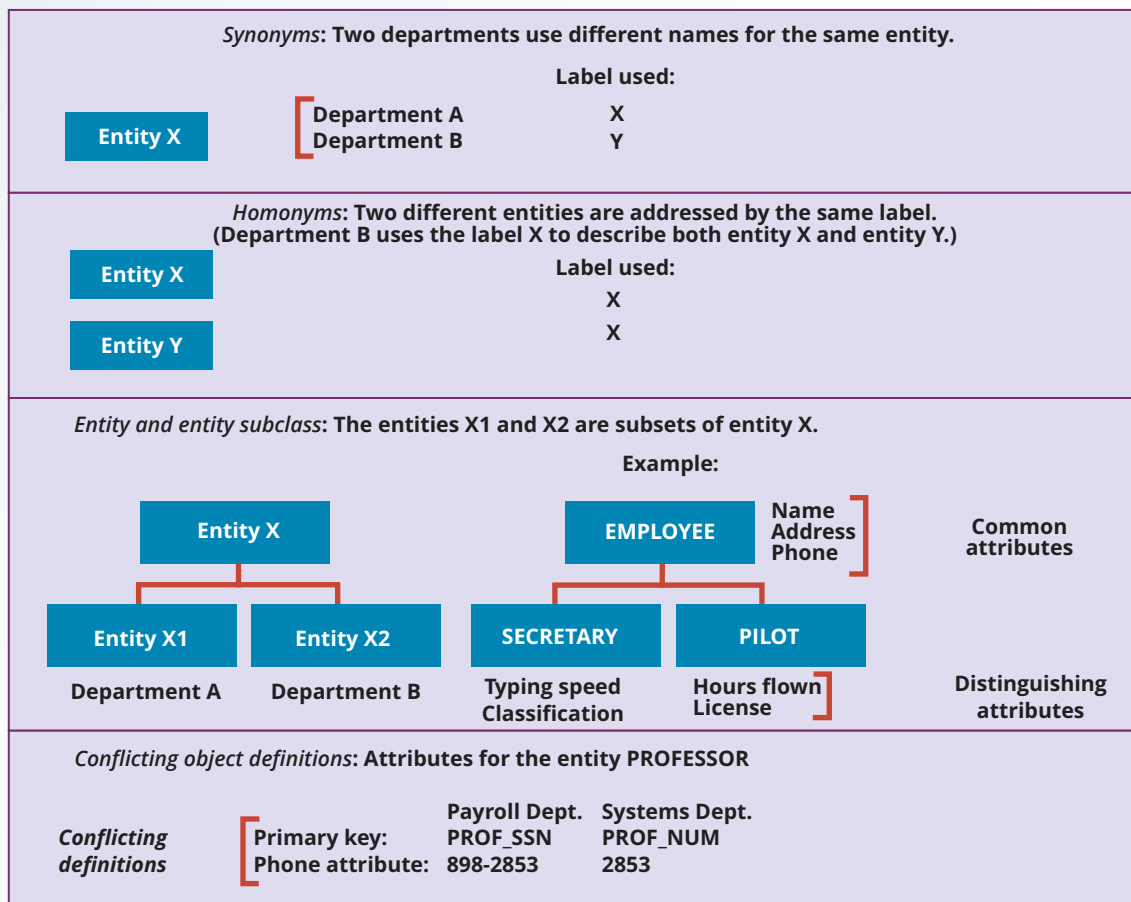 Synonyms: Two departments use different names for the same entity.
Label used:
Entity X
Department A X
Department B Y
Homonyms: Two different entities are addressed by the same label.
(Department B uses the label X to describe both entity X and entity Y.)
Entity X
Label used:
X
Entity Y
X
Entity and entity subclass: The entities X1 and X2 are subsets of entity X.
Example:
Entity X
EMPLOYEE
Name
Address
Phone
Common
attributes
Entity X1
Entity X2
SECRETARY
PILOT
Department A
Department B
Typing speed
Classification
Hours flown
License
Distinguishing
attributes
Conflicting object definitions: Attributes for the entity PROFESSOR
Payroll Dept. Systems Dept.
Conflicting
definitions
Primary key: PROF_SSN PROF_NUM
Phone attribute: 898-2853 2853